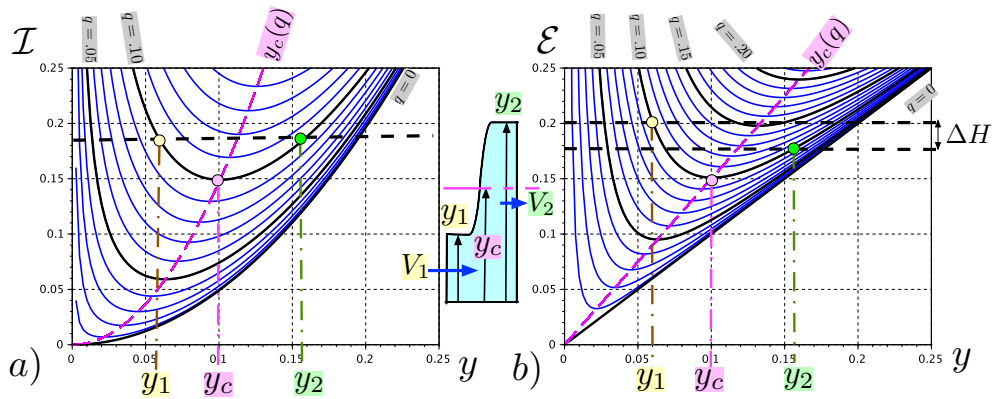 ℐ
q = .05
q = .10
y_c(q)
q = 0
0.25
0.2
0.15
0.1
0.05
0
0
0.05
0.1
0.15
0.2
0.25
y_1
y_c
y_2
y
a)
y_2
y_1
V_2
y_c
V_1
ℰ
q = .05
q = .10
q = .15
q = .20
y_c(q)
q = 0
ΔH
0.25
0.2
0.15
0.1
0.05
0
0
0.05
0.1
0.15
0.2
0.25
y_1
y_c
y_2
y
b)